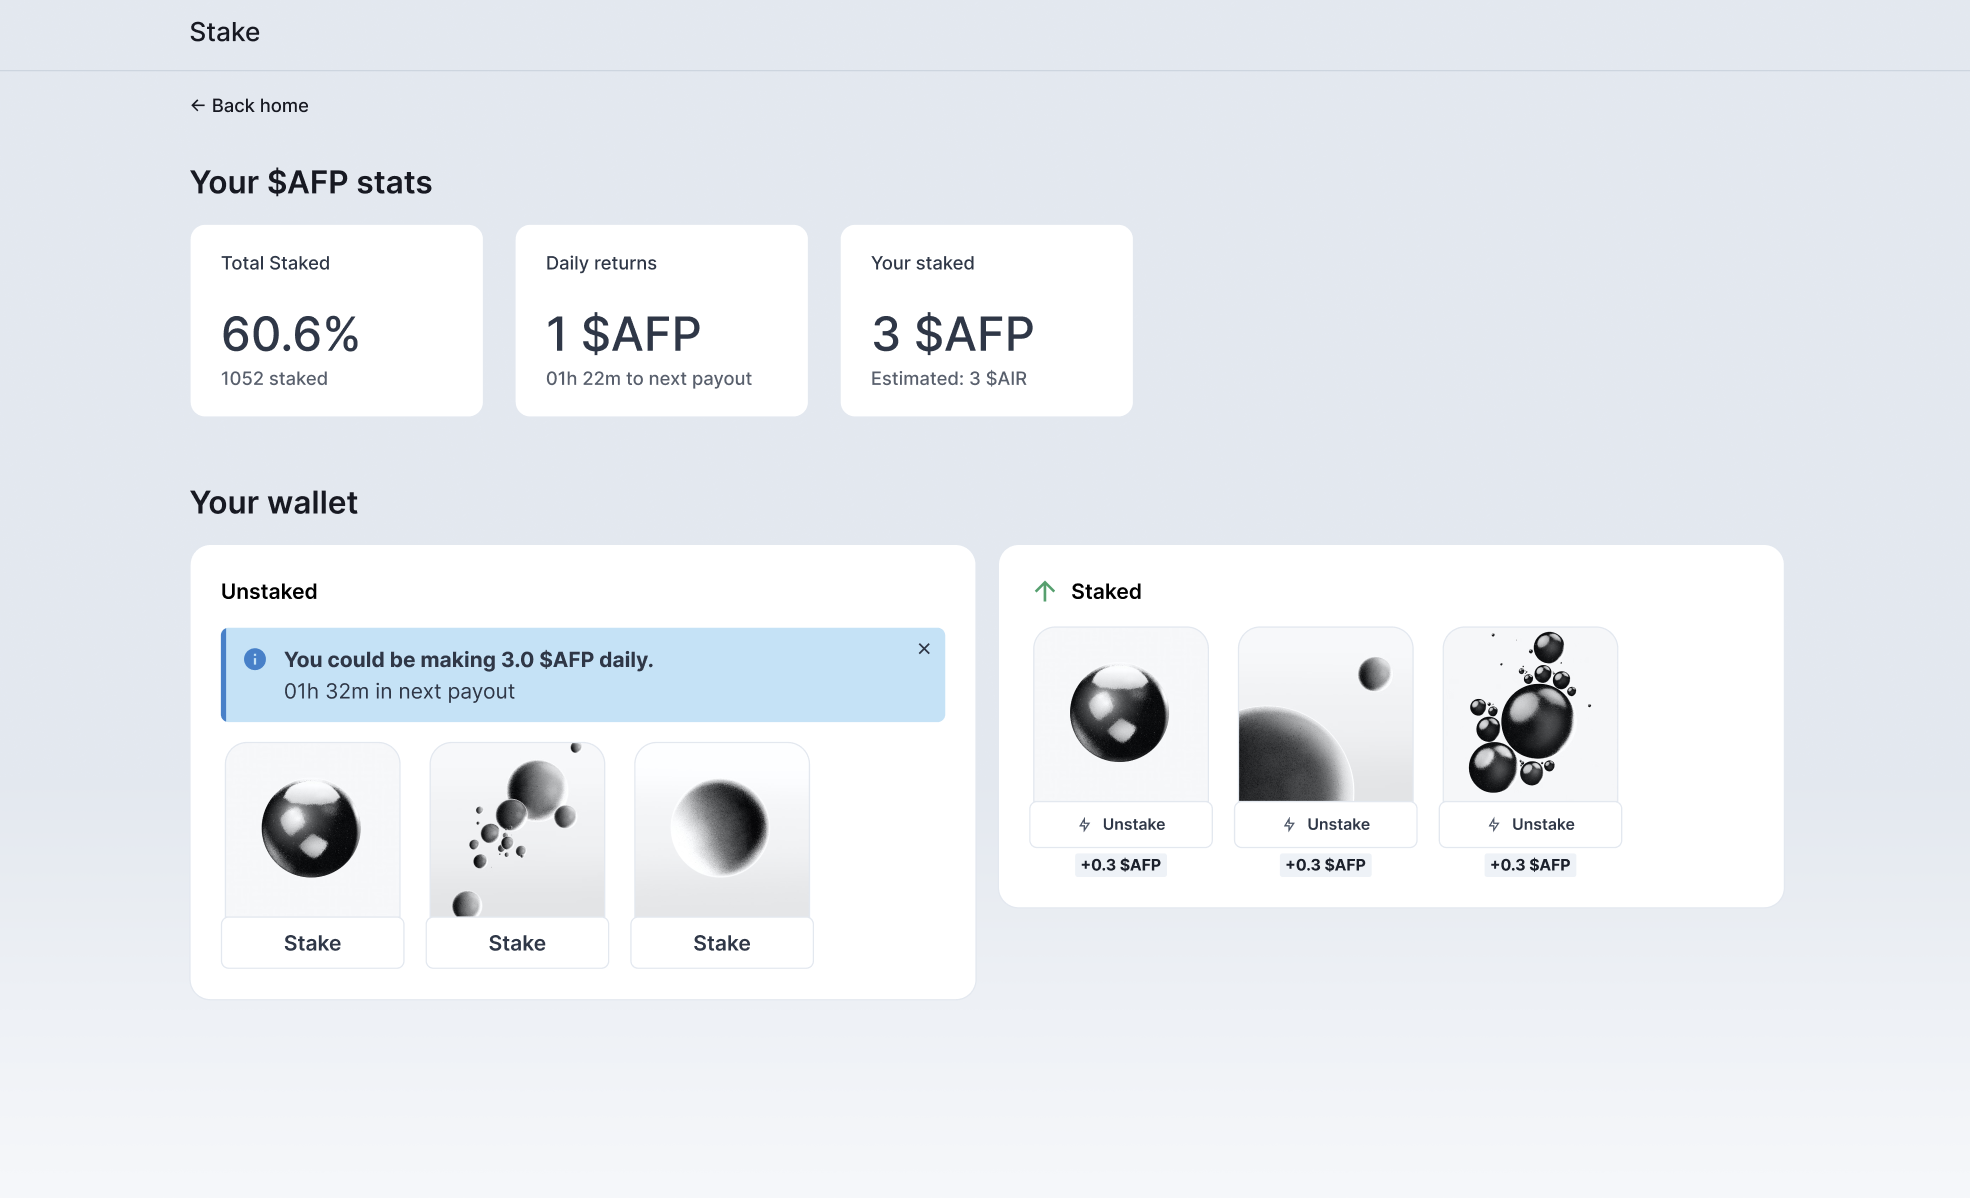 Stake
← Back home
Your $AFP stats
Total Staked
60.6%
1052 staked
Daily returns
1 $AFP
01h 22m to next payout
Your staked
3 $AFP
Estimated: 3 $AIR
Your wallet
Unstaked
You could be making 3.0 $AFP daily.
01h 32m in next payout
Stake
Stake
Stake
Staked
Unstake
+0.3 $AFP
Unstake
+0.3 $AFP
Unstake
+0.3 $AFP